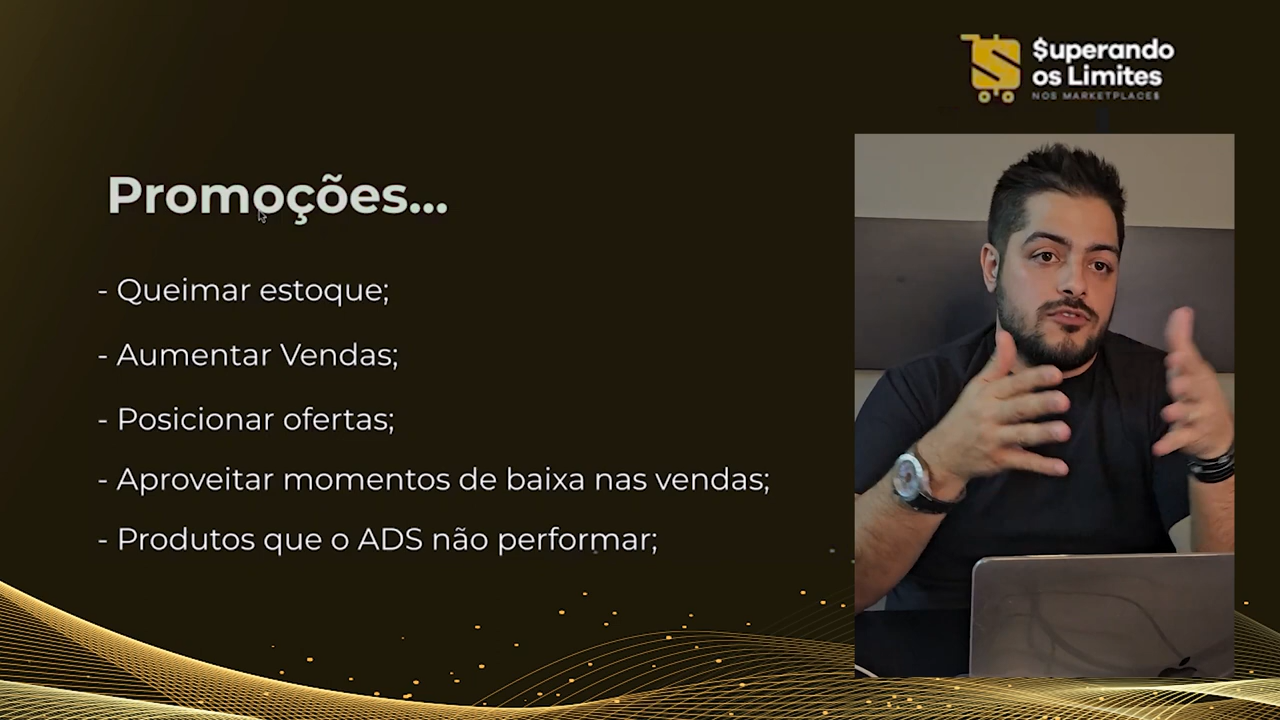 $uperando
os Limites
NOS MARKETPLACE$
Promoções...
- Queimar estoque;
- Aumentar Vendas;
- Posicionar ofertas;
- Aproveitar momentos de baixa nas vendas;
- Produtos que o ADS não performar;